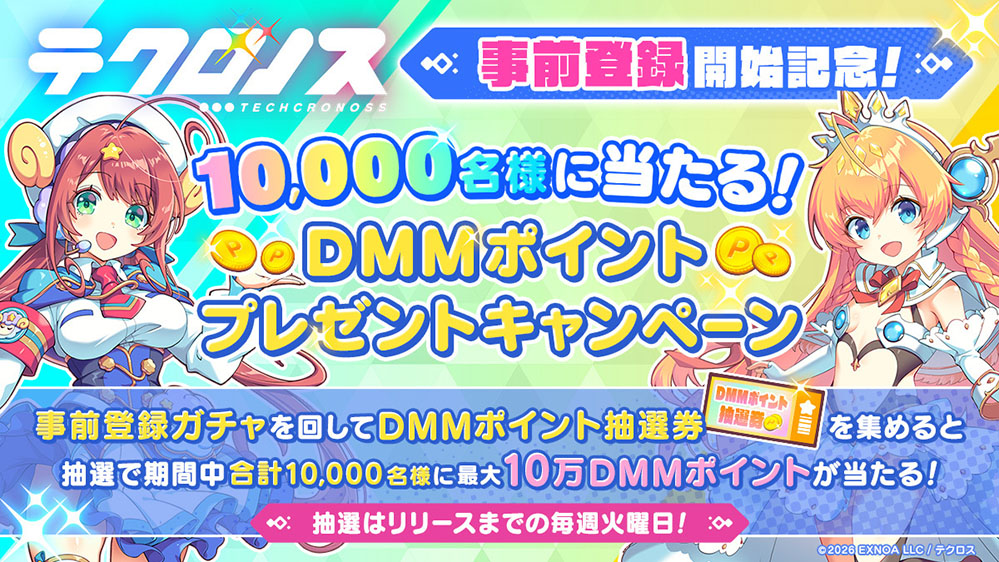 テクロノス
TECHCRONOSS
事前登録開始記念!
10,000名様に当たる!
DMMポイント
プレゼントキャンペーン
事前登録ガチャを回してDMMポイント抽選券 DMMポイント抽選券 を集めると
抽選で期間中合計10,000名様に最大10万DMMポイントが当たる!
抽選はリリースまでの毎週火曜日!
©2026 EXNOA LLC / テクロス